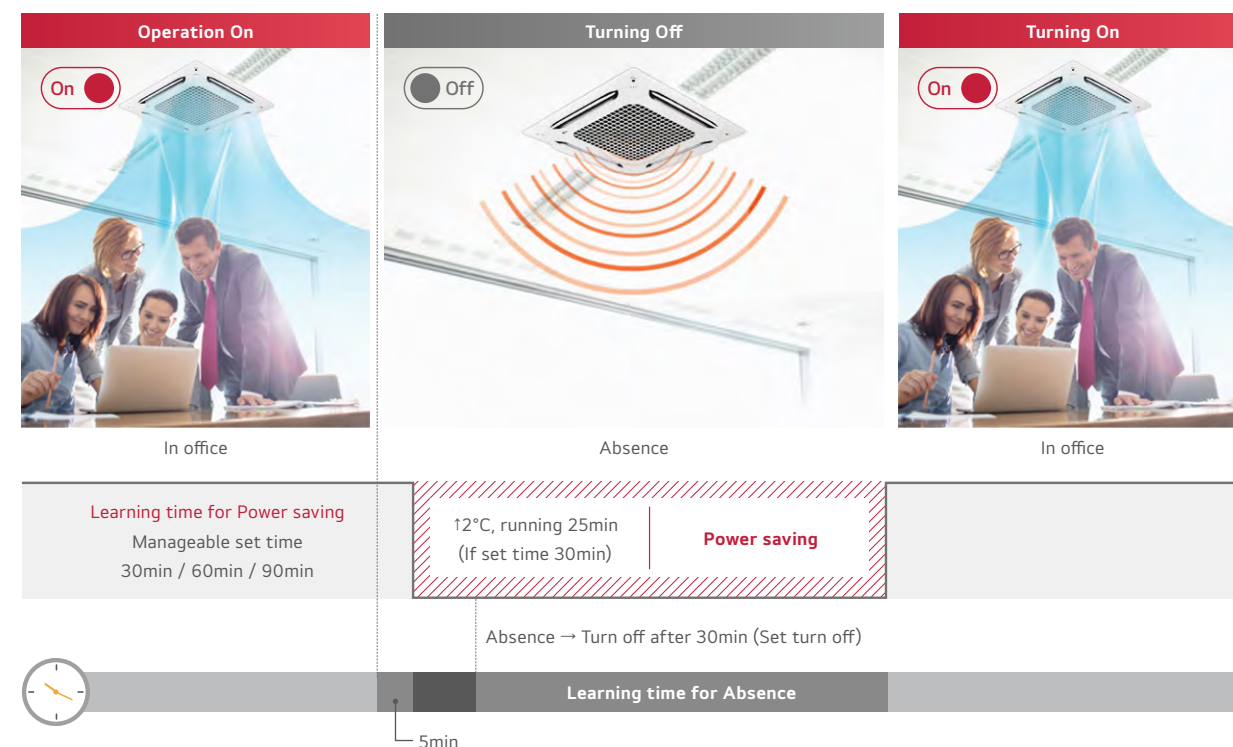 Operation On
Turning Off
Turning On
On
Off
On
In office
Absence
In office
Learning time for Power saving
Manageable set time
30min / 60min / 90min
↑2°C, running 25min
(If set time 30min)
Power saving
Absence → Turn off after 30min (Set turn off)
Learning time for Absence
5min